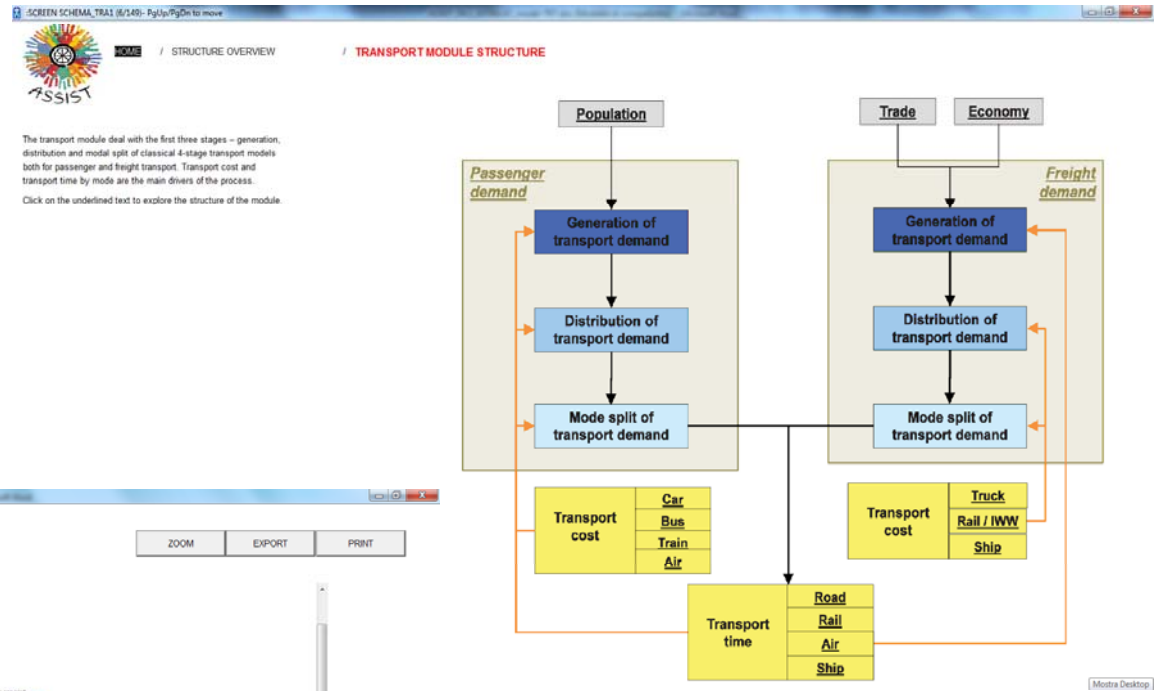 :SCREEN SCHEMA_TRA1 (6/149)- PgUp/PgDn to move
HOME / STRUCTURE OVERVIEW / TRANSPORT MODULE STRUCTURE
ASSIST
The transport module deal with the first three stages – generation,
distribution and modal split of classical 4-stage transport models
both for passenger and freight transport. Transport cost and
transport time by mode are the main drivers of the process.
Click on the underlined text to explore the structure of the module.
Population
Trade
Economy
Passenger
demand
Freight
demand
Generation of
transport demand
Generation of
transport demand
Distribution of
transport demand
Distribution of
transport demand
Mode split of
transport demand
Mode split of
transport demand
Transport
cost
Car
Bus
Train
Air
Transport
cost
Truck
Rail / IWW
Ship
Transport
time
Road
Rail
Air
Ship
ZOOM
EXPORT
PRINT
Mostra Desktop